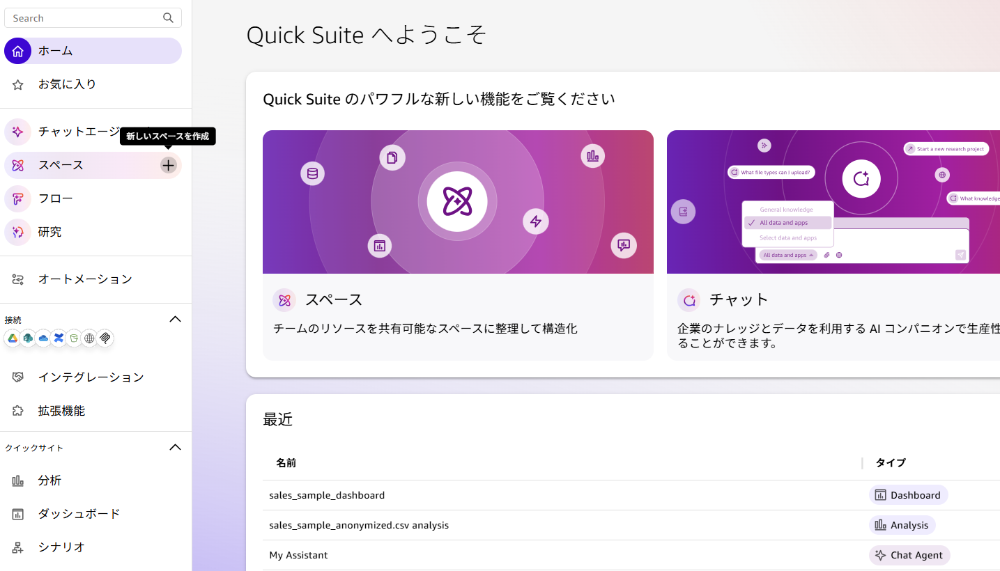 Search
ホーム
お気に入り
チャットエージ
新しいスペースを作成
スペース
フロー
研究
オートメーション
接続
インテグレーション
拡張機能
クイックサイト
分析
ダッシュボード
シナリオ
Quick Suite へようこそ
Quick Suite のパワフルな新しい機能をご覧ください
Start a new research project
What file types can I upload?
What knowledge
General knowledge
All data and apps
Select data and apps
All data and apps
スペース
チームのリソースを共有可能なスペースに整理して構造化
チャット
企業のナレッジとデータを利用する AI コンパニオンで生産性
ることができます。
最近
名前
タイプ
sales_sample_dashboard
Dashboard
sales_sample_anonymized.csv analysis
Analysis
My Assistant
Chat Agent